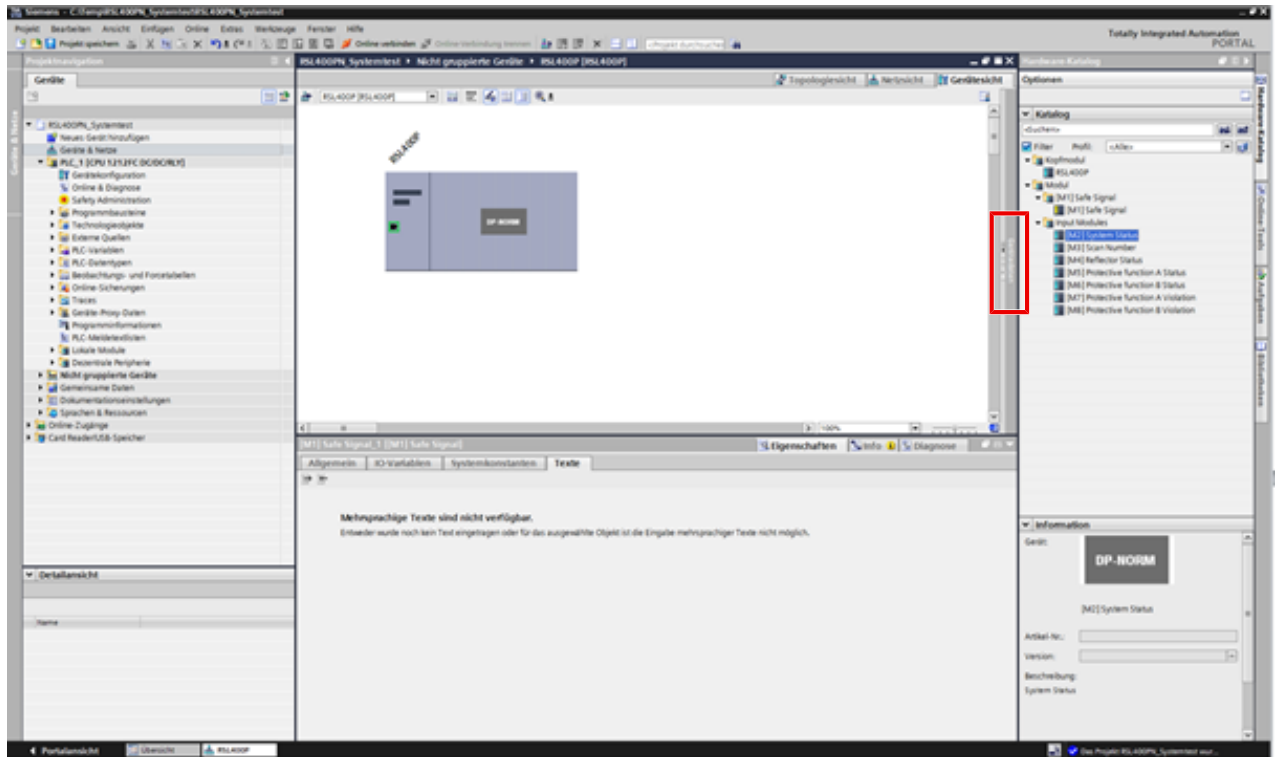 Siemens - C:\Temp\RSL400PN_Systemtest\RSL400PN_Systemtest
Projekt Bearbeiten Ansicht Einfügen Online Extras Werkzeuge Fenster Hilfe
Projekt speichern
Online verbinden
Online-Verbindung trennen
<Projekt durchsuchen>
Totally Integrated Automation
PORTAL
Projektnavigation
Geräte
Geräte & Netze
RSL400PN_Systemtest
Neues Gerät hinzufügen
Geräte & Netze
PLC_1 [CPU 1212FC DC/DC/RLY]
Gerätekonfiguration
Online & Diagnose
Safety Administration
Programmbausteine
Technologieobjekte
Externe Quellen
PLC-Variablen
PLC-Datentypen
Beobachtungs- und Forcetabellen
Online-Sicherungen
Traces
Geräte-Proxy-Daten
Programminformationen
PLC-Meldetextlisten
Lokale Module
Dezentrale Peripherie
Nicht gruppierte Geräte
Gemeinsame Daten
Dokumentationseinstellungen
Sprachen & Ressourcen
Online-Zugänge
Card Reader/USB-Speicher
Detailansicht
Name
RSL400PN_Systemtest ▸ Nicht gruppierte Geräte ▸ RSL400P [RSL400P]
Topologiesicht Netzsicht Gerätesicht
RSL400P [RSL400P]
RSL400P
DP-NORM
100%
[M1] Safe Signal_1 [[M1] Safe Signal]
Eigenschaften Info Diagnose
Allgemein IO-Variablen Systemkonstanten Texte
Mehrsprachige Texte sind nicht verfügbar.
Entweder wurde noch kein Text eingetragen oder für das ausgewählte Objekt ist die Eingabe mehrsprachiger Texte nicht möglich.
Hardware-Katalog
Optionen
Katalog
<Suchen>
Filter Profil: <Alle>
Kopfmodul
RSL400P
Modul
[M1] Safe Signal
[M1] Safe Signal
Input Modules
[M2] System Status
[M3] Scan Number
[M4] Reflector Status
[M5] Protective function A Status
[M6] Protective function B Status
[M7] Protective function A Violation
[M8] Protective function B Violation
Information
Gerät:
DP-NORM
[M2] System Status
Artikel-Nr.:
Version:
Beschreibung:
System Status
Hardware-Katalog
Online-Tools
Aufgaben
Bibliotheken
Portalansicht
Übersicht
RSL400P
Das Projekt RSL400PN_Systemtest wur...